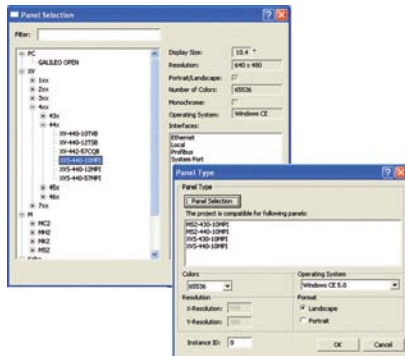 Panel Selection
Filter:
PC
GALILEO OPEN
XV
1xx
2xx
3xx
4xx
43x
44x
XV-440-10TVB
XV-440-12TSB
XV-442-57CQB
XVS-440-10MPI
XVS-440-12MPI
XVS-440-57MPI
45x
46x
7xx
M
MC2
MH2
MK2
MS2
Display Size:
10.4 "
Resolution:
640 x 480
Portrait/Landscape:
Number of Colors:
65536
Monochrome:
Operating System:
Windows CE
Interfaces:
Ethernet
Local
Profibus
System Port
Panel Type
Panel Type
Panel Selection
The project is compatible for following panels:
MS2-430-10MPI
MS2-440-10MPI
XVS-430-10MPI
XVS-440-10MPI
Colors
65536
Operating System
Windows CE 5.0
Resolution
X-Resolution:
640
Y-Resolution:
480
Format
Landscape
Portrait
Instance ID:
0
OK
Cancel